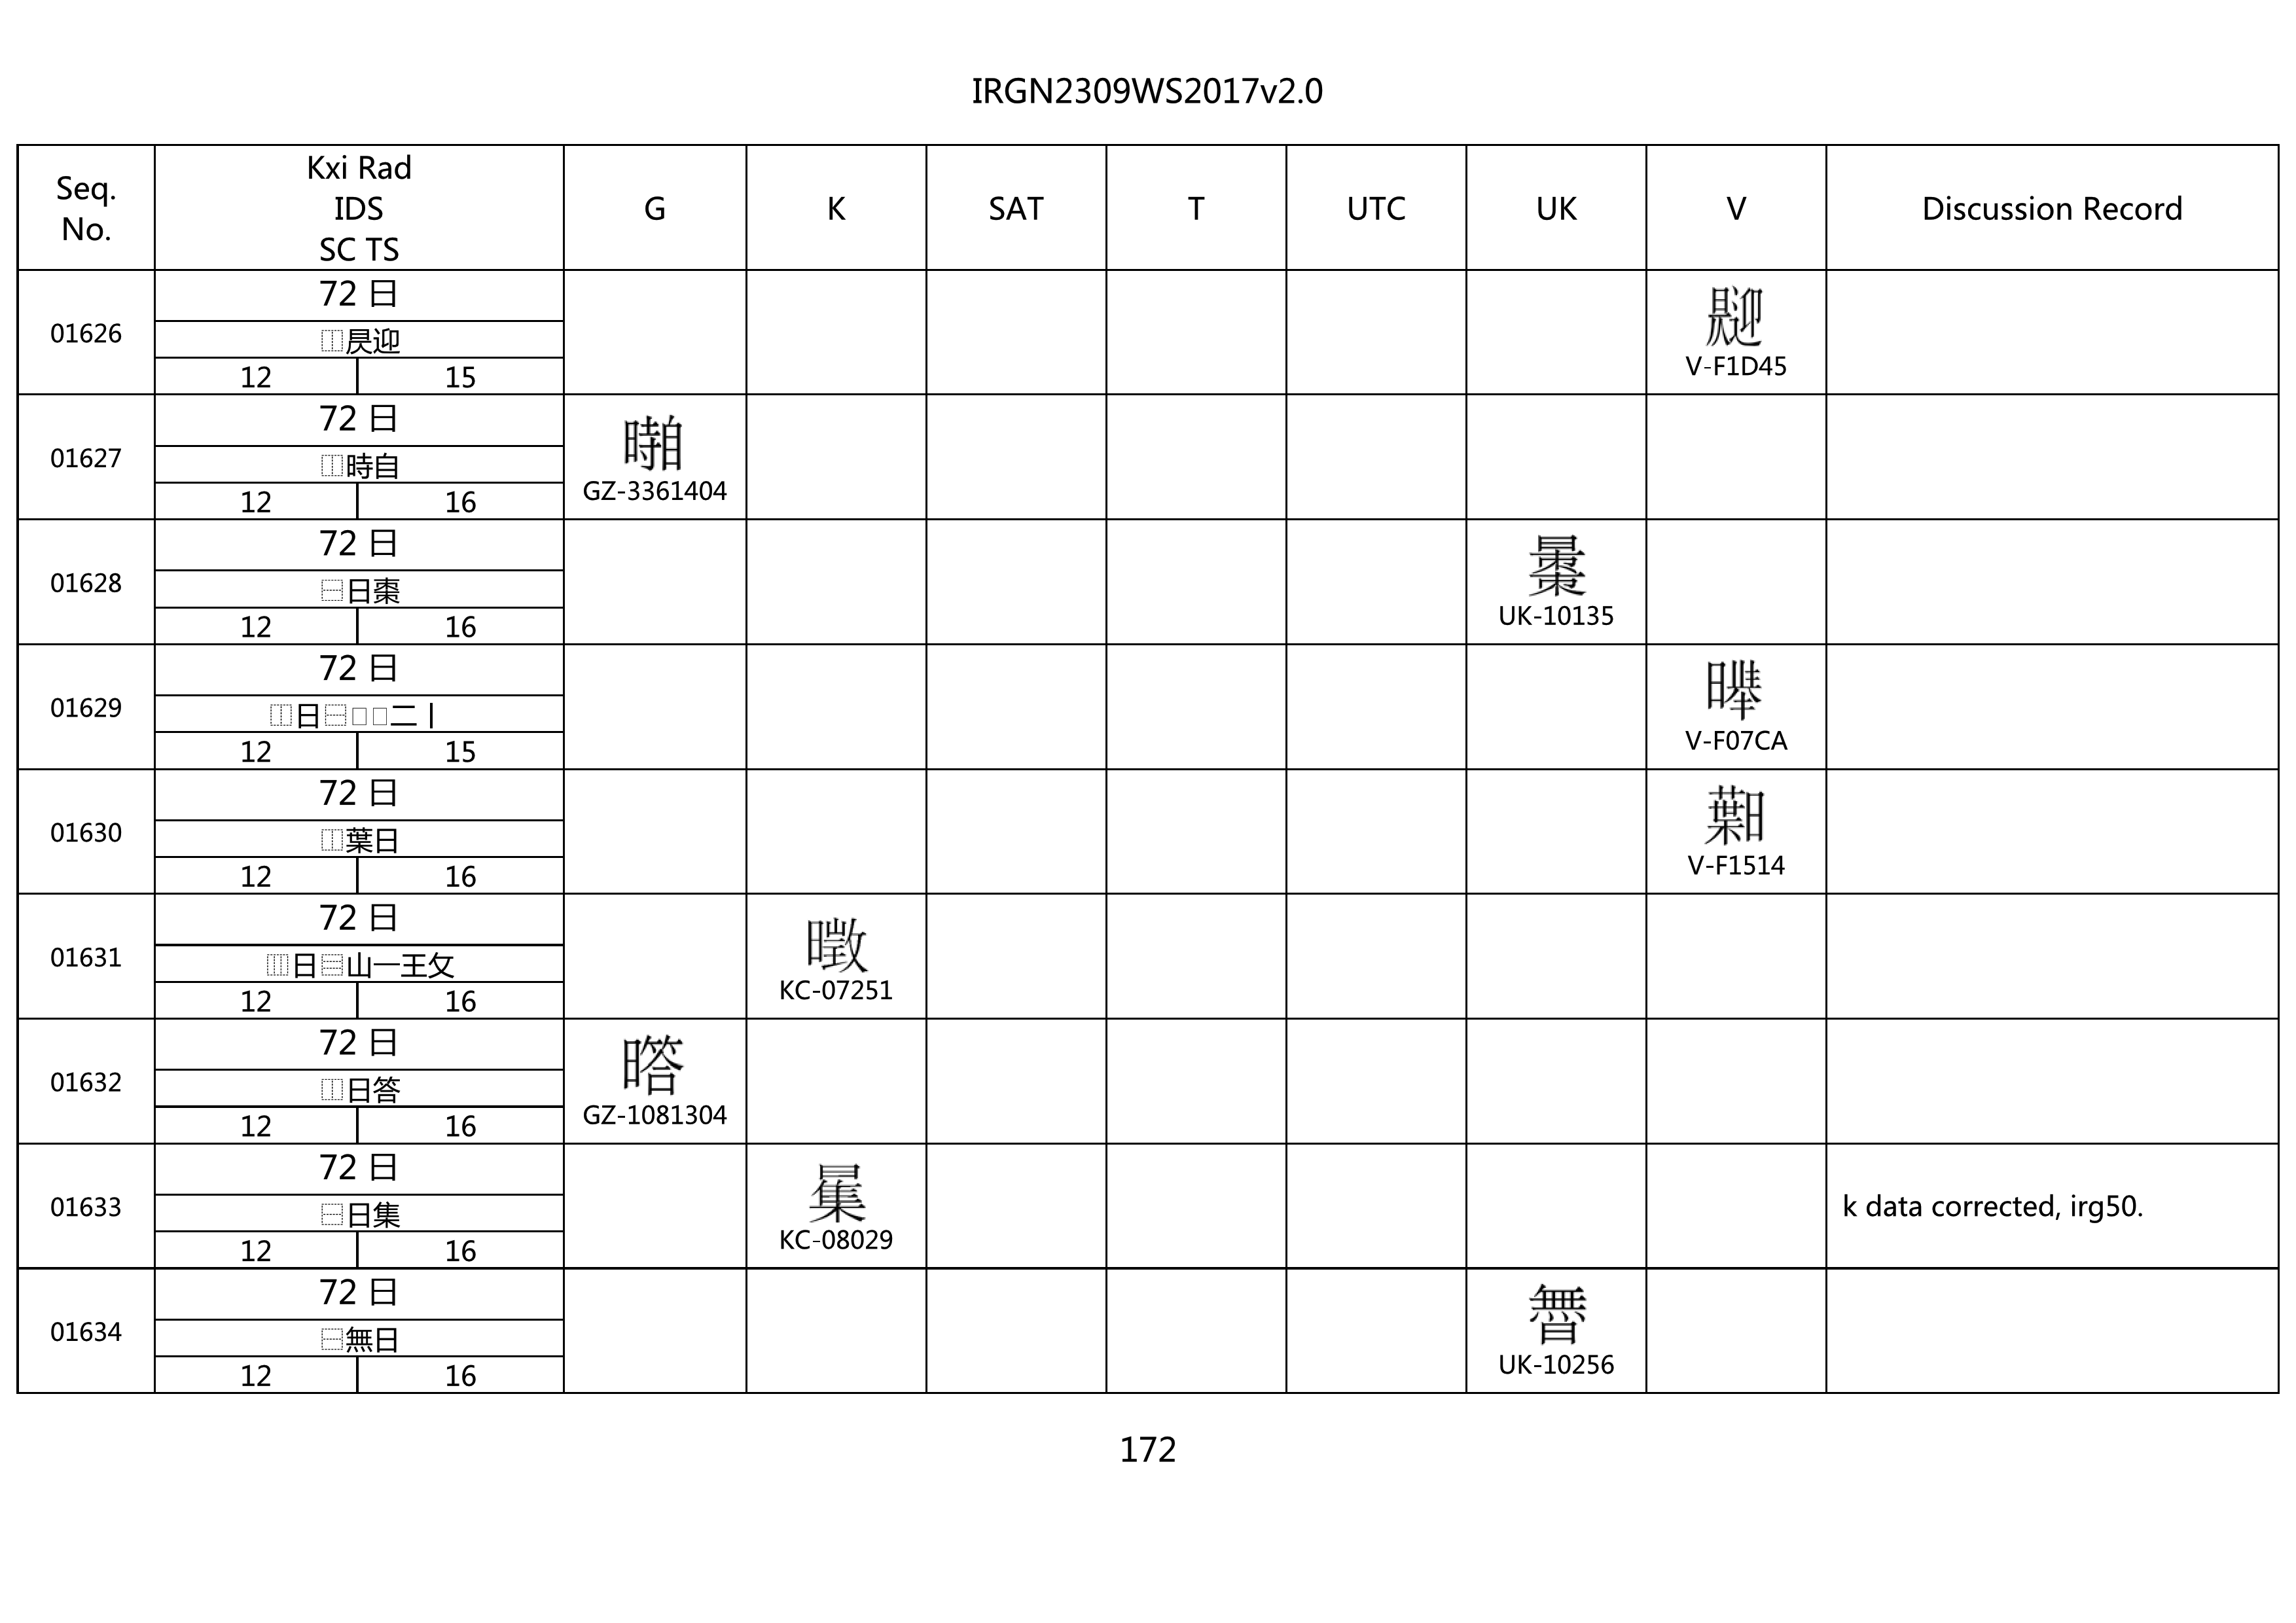 IRGN2309WS2017v2.0
Seq. No.
Kxi Rad
IDS
SC TS
G
K
SAT
T
UTC
UK
V
Discussion Record
01626
72 日
⿰昃迎
12 15
V-F1D45
01627
72 日
⿰時自
12 16
GZ-3361404
01628
72 日
⿱日棗
12 16
UK-10135
01629
72 日
⿰日⿱□□二丨
12 15
V-F07CA
01630
72 日
⿰葉日
12 16
V-F1514
01631
72 日
⿲日⿳山一王攵
12 16
KC-07251
01632
72 日
⿰日答
12 16
GZ-1081304
01633
72 日
⿱日集
12 16
KC-08029
k data corrected, irg50.
01634
72 日
⿱無日
12 16
UK-10256
172